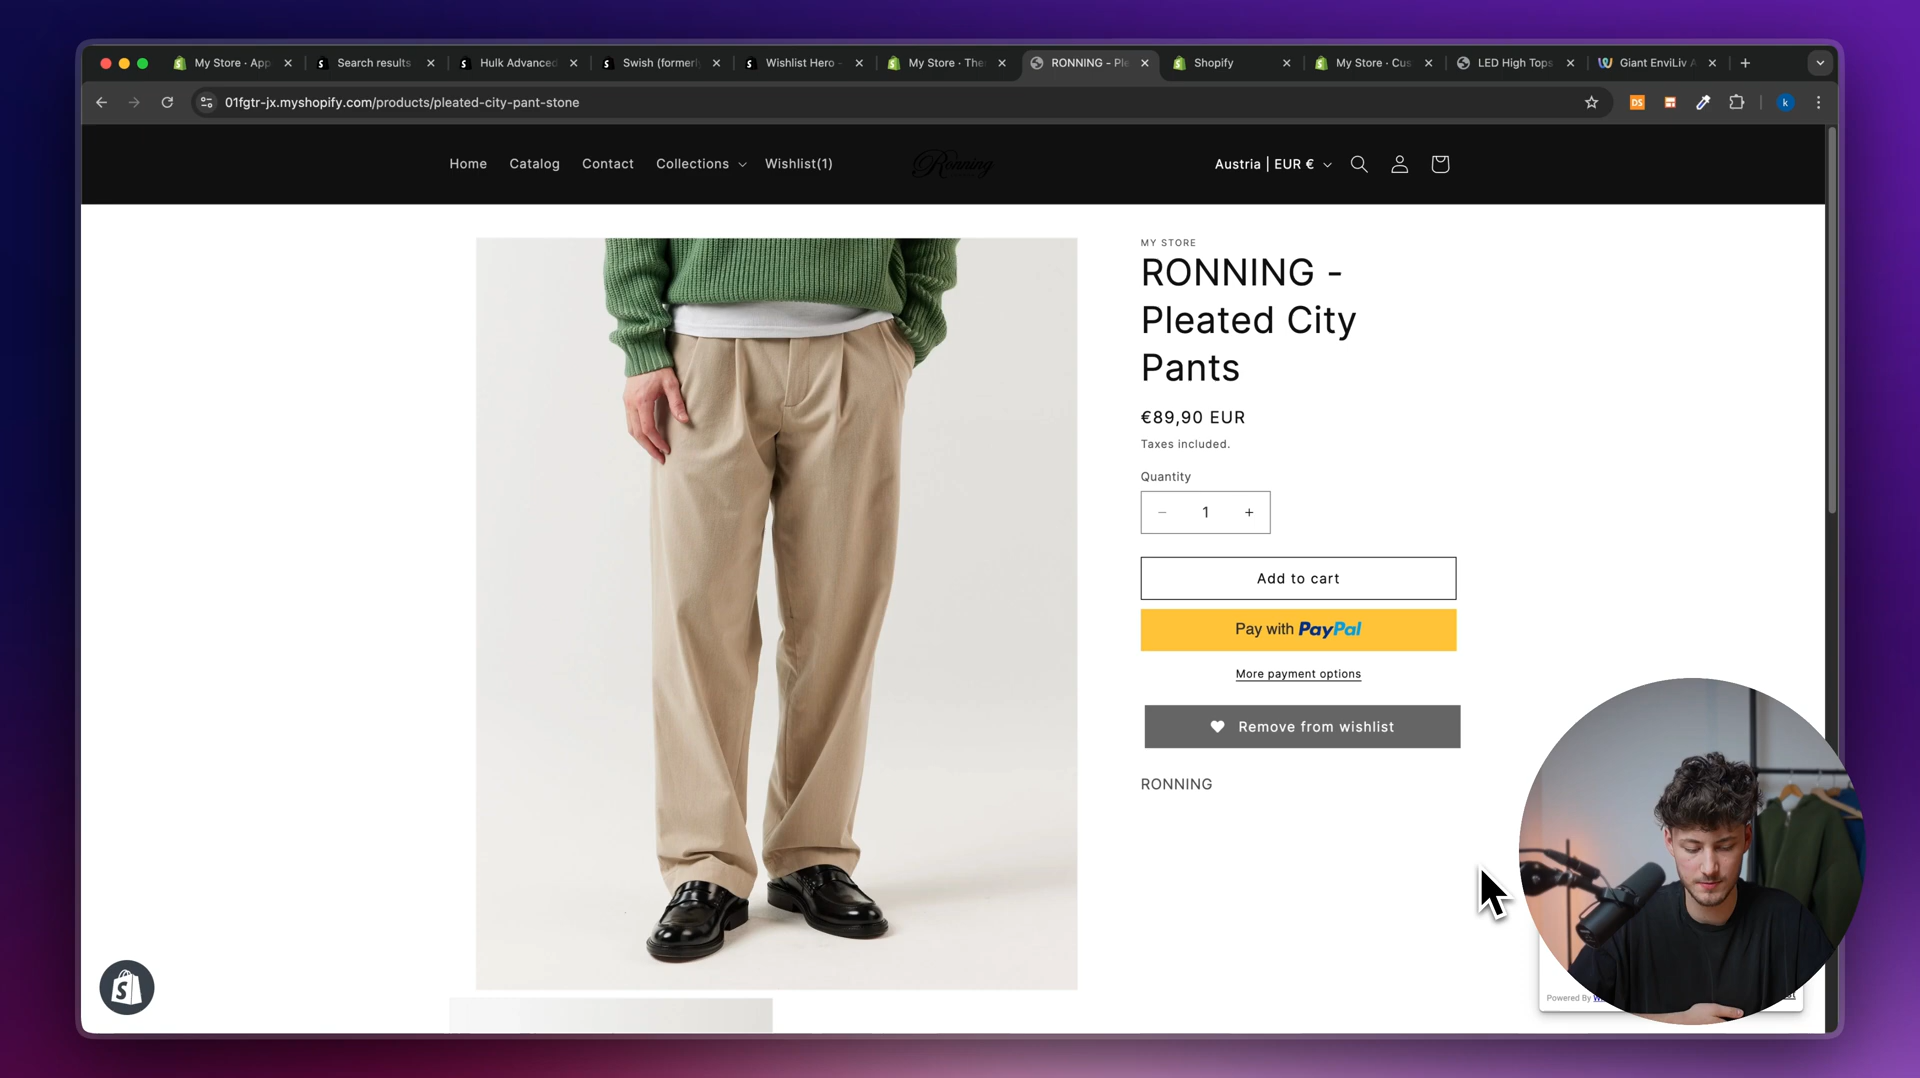 My Store · App
Search results
Hulk Advanced
Swish (formerl
Wishlist Hero -
My Store · The
RONNING - Ple
Shopify
My Store · Cus
LED High Tops
Giant EnviLiv A
01fgtr-jx.myshopify.com/products/pleated-city-pant-stone
DS
k
Home
Catalog
Contact
Collections
Wishlist(1)
Ronning
Austria | EUR €
MY STORE
RONNING -
Pleated City
Pants
€89,90 EUR
Taxes included.
Quantity
− 1 +
Add to cart
Pay with PayPal
More payment options
Remove from wishlist
RONNING
Powered By